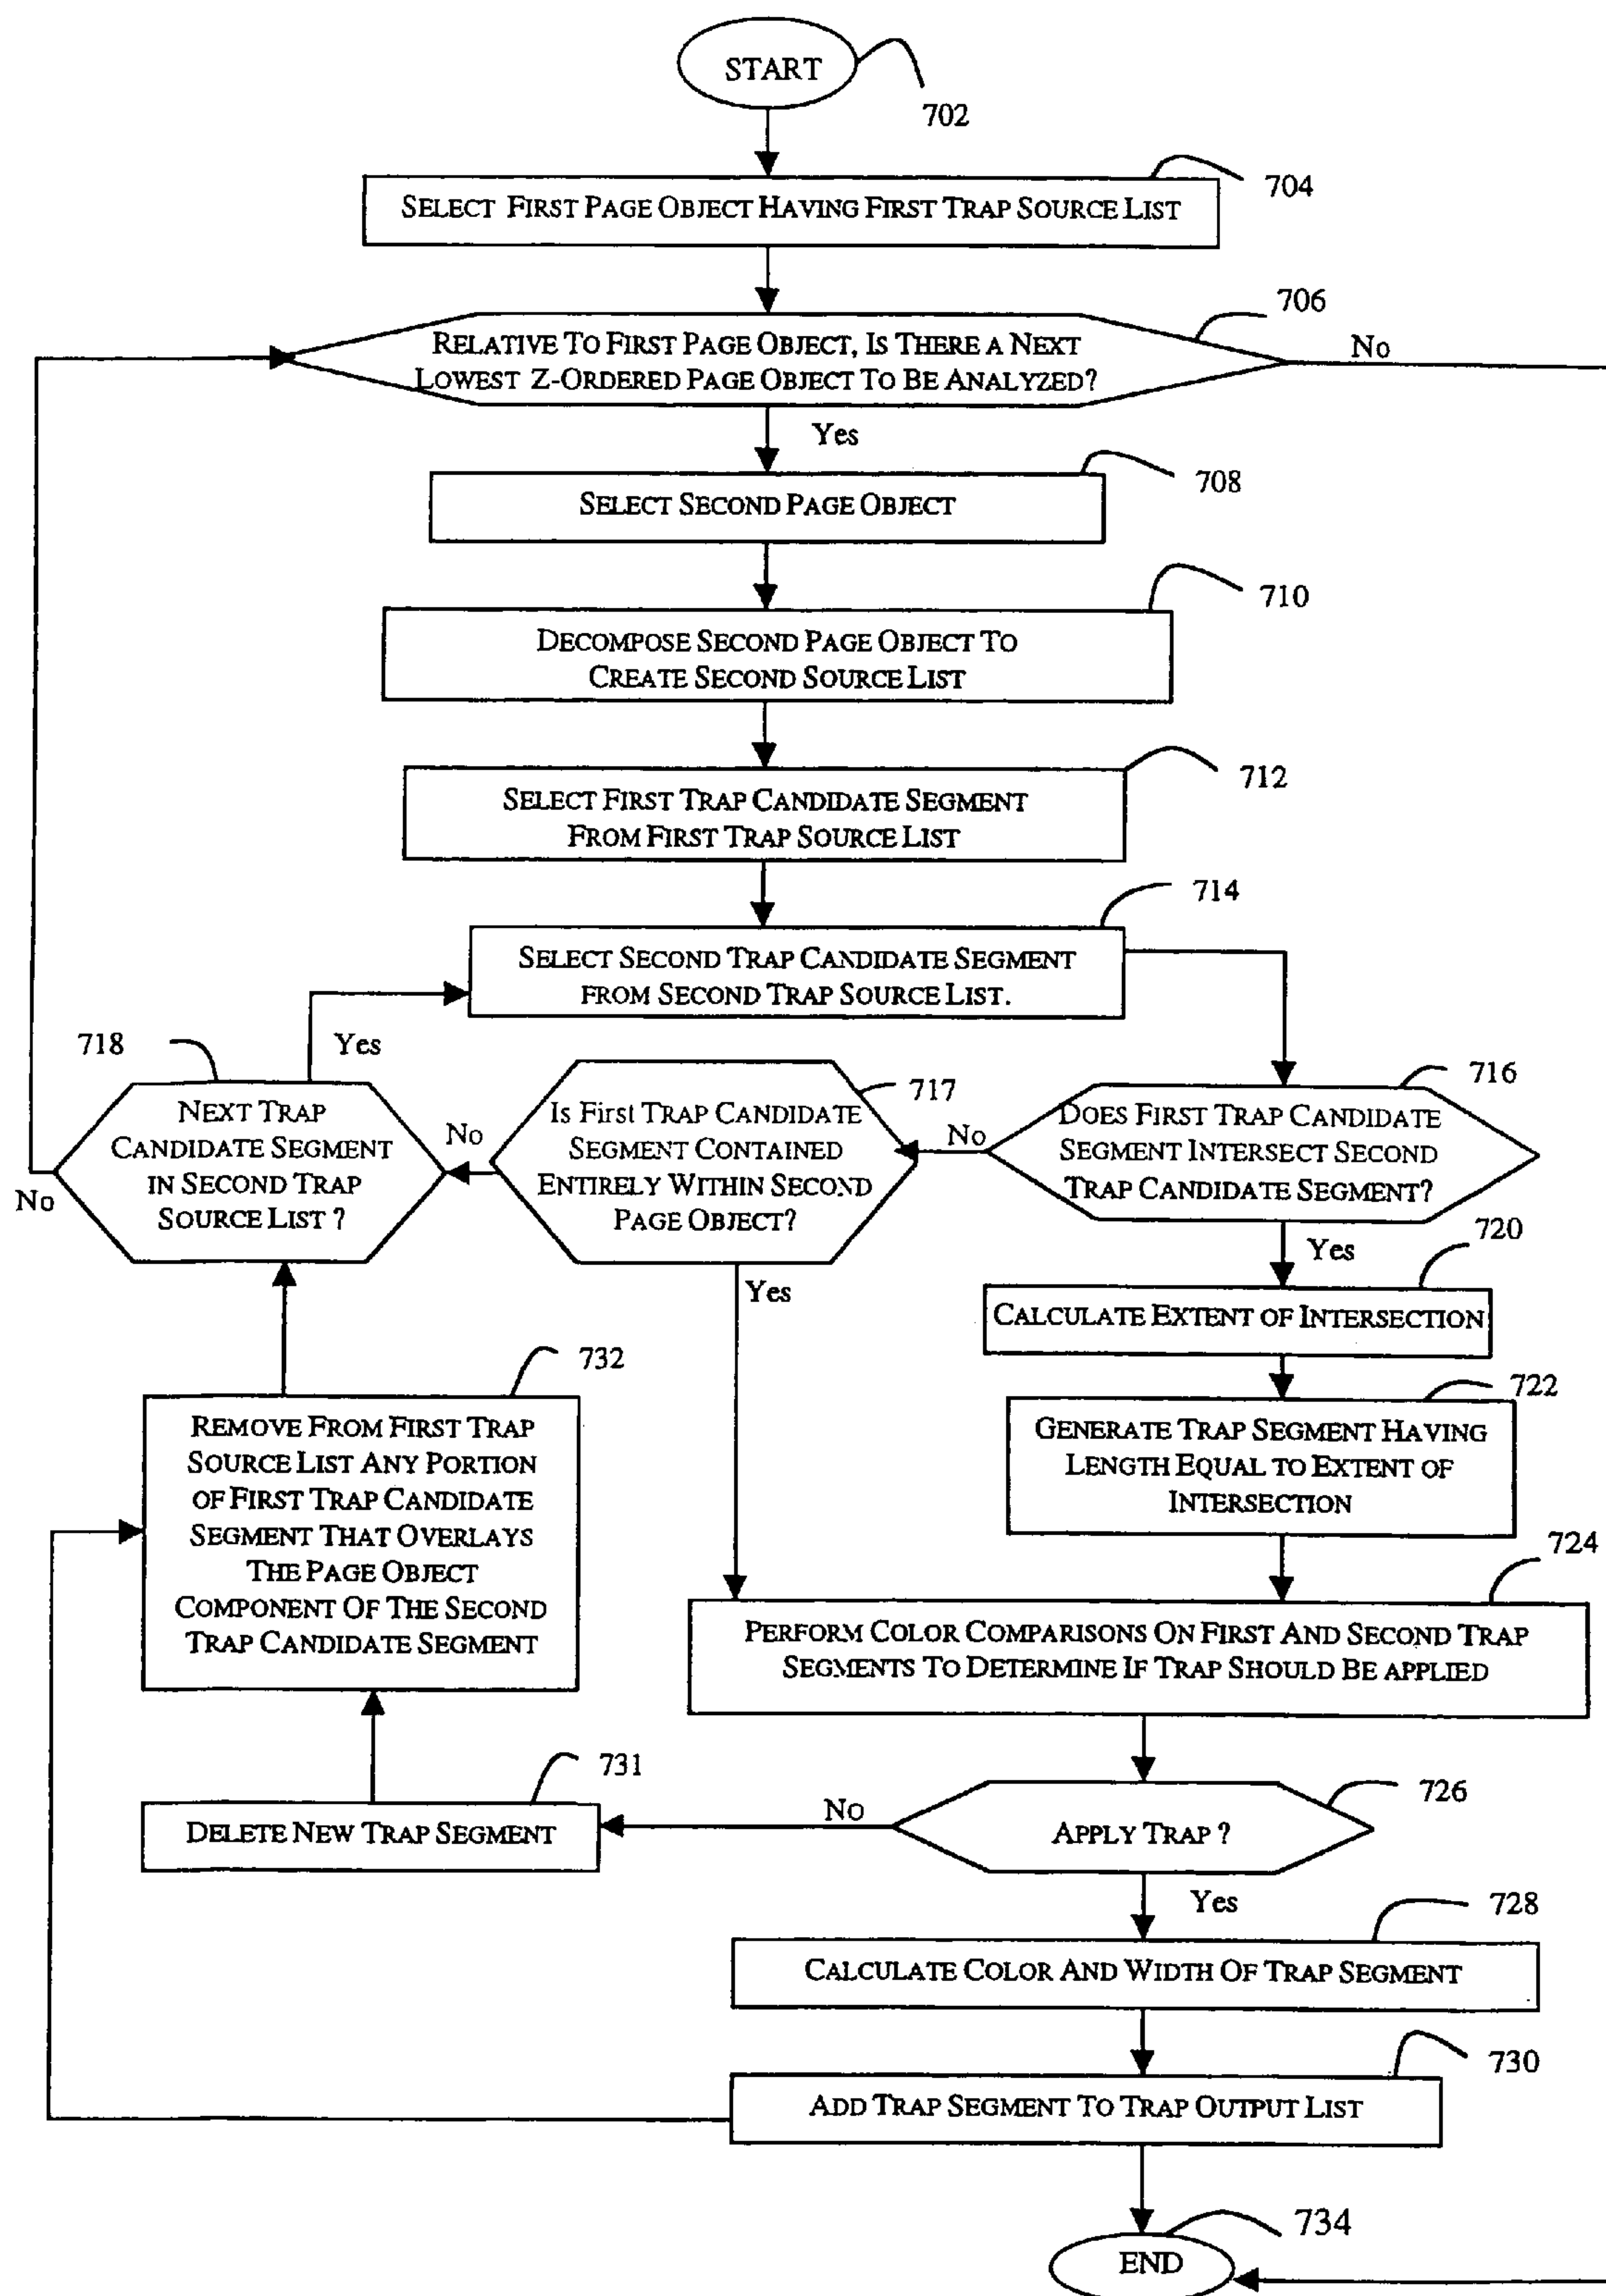 START
702
SELECT FIRST PAGE OBJECT HAVING FIRST TRAP SOURCE LIST
704
RELATIVE TO FIRST PAGE OBJECT, IS THERE A NEXT
LOWEST Z-ORDERED PAGE OBJECT TO BE ANALYZED?
706
No
Yes
SELECT SECOND PAGE OBJECT
708
DECOMPOSE SECOND PAGE OBJECT TO
CREATE SECOND SOURCE LIST
710
SELECT FIRST TRAP CANDIDATE SEGMENT
FROM FIRST TRAP SOURCE LIST
712
SELECT SECOND TRAP CANDIDATE SEGMENT
FROM SECOND TRAP SOURCE LIST.
714
DOES FIRST TRAP CANDIDATE
SEGMENT INTERSECT SECOND
TRAP CANDIDATE SEGMENT?
716
No
Yes
Is First TRAP CANDIDATE
SEGMENT CONTAINED
ENTIRELY WITHIN SECOND
PAGE OBJECT?
717
No
Yes
NEXT TRAP
CANDIDATE SEGMENT
IN SECOND TRAP
SOURCE LIST ?
718
Yes
No
CALCULATE EXTENT OF INTERSECTION
720
GENERATE TRAP SEGMENT HAVING
LENGTH EQUAL TO EXTENT OF
INTERSECTION
722
PERFORM COLOR COMPARISONS ON FIRST AND SECOND TRAP
SEGMENTS TO DETERMINE IF TRAP SHOULD BE APPLIED
724
APPLY TRAP ?
726
No
Yes
REMOVE FROM FIRST TRAP
SOURCE LIST ANY PORTION
OF FIRST TRAP CANDIDATE
SEGMENT THAT OVERLAYS
THE PAGE OBJECT
COMPONENT OF THE SECOND
TRAP CANDIDATE SEGMENT
732
DELETE NEW TRAP SEGMENT
731
CALCULATE COLOR AND WIDTH OF TRAP SEGMENT
728
ADD TRAP SEGMENT TO TRAP OUTPUT LIST
730
END
734